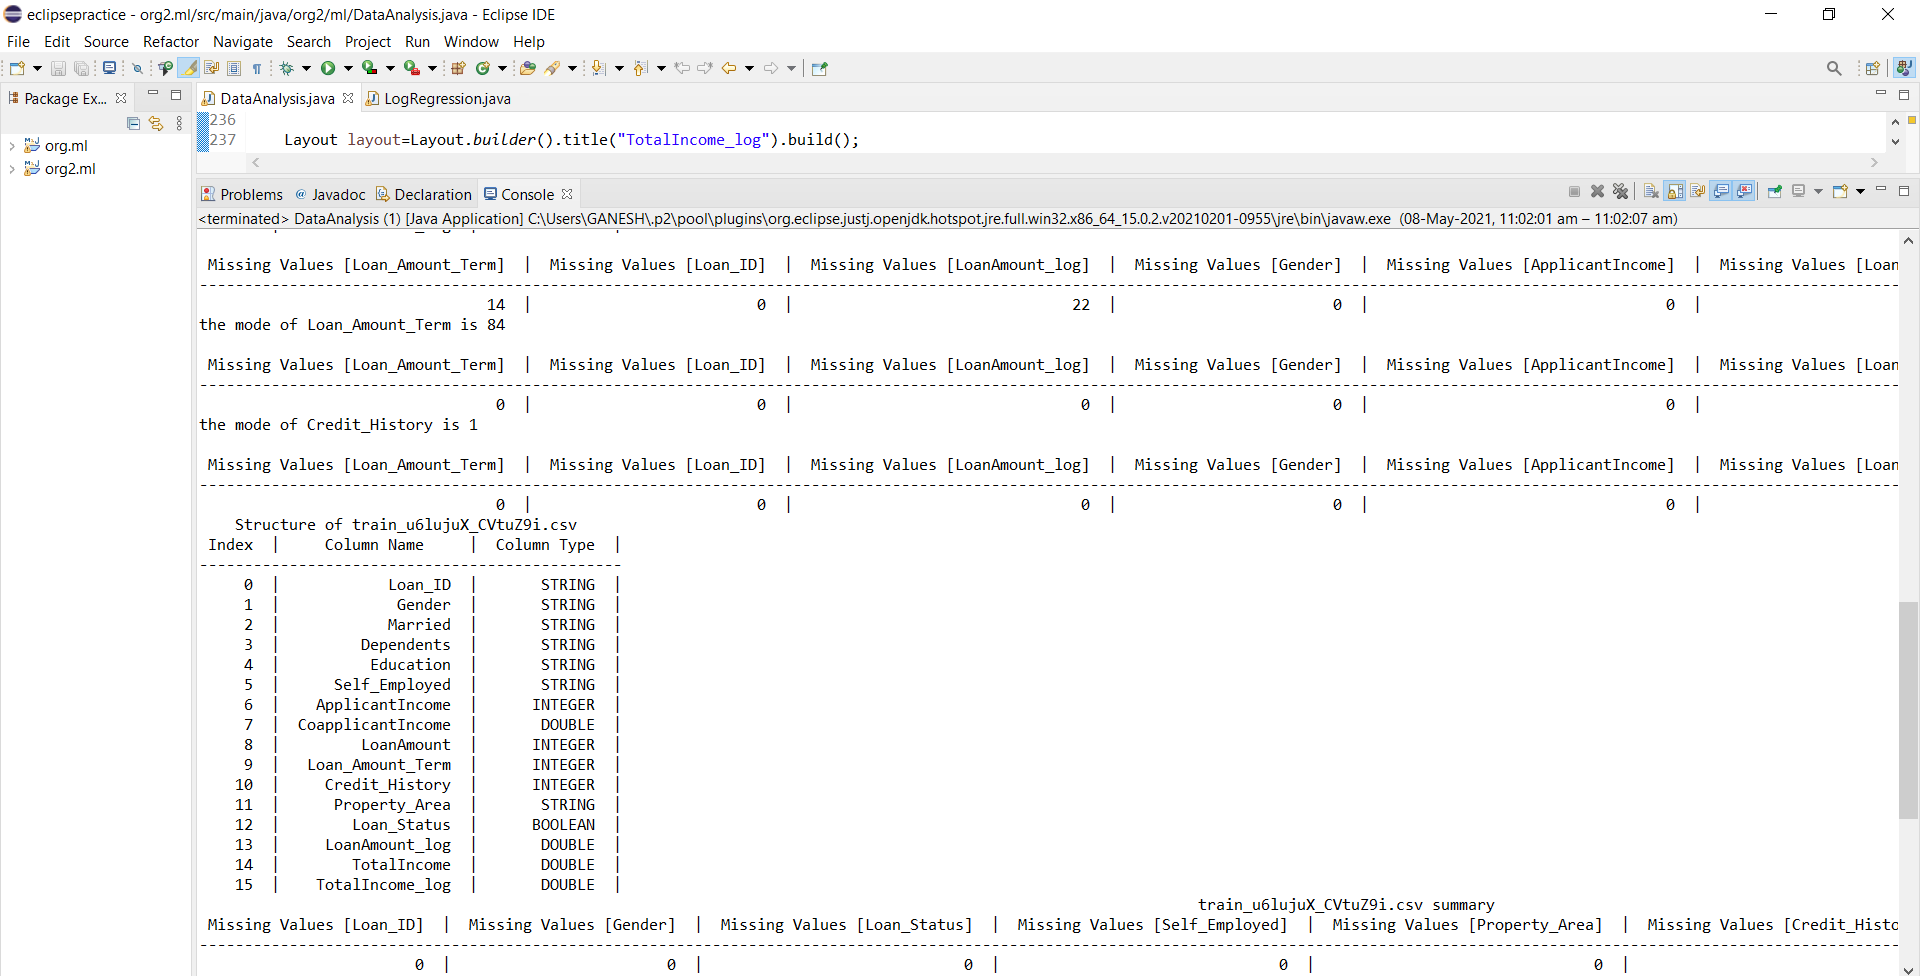 eclipsepractice - org2.ml/src/main/java/org2/ml/DataAnalysis.java - Eclipse IDE
File Edit Source Refactor Navigate Search Project Run Window Help
Package Ex...
DataAnalysis.java LogRegression.java
org.ml
org2.ml
236
237 Layout layout=Layout.builder().title("TotalIncome_log").build();
Problems Javadoc Declaration Console
<terminated> DataAnalysis (1) [Java Application] C:\Users\GANESH\.p2\pool\plugins\org.eclipse.justj.openjdk.hotspot.jre.full.win32.x86_64_15.0.2.v20210201-0955\jre\bin\javaw.exe (08-May-2021, 11:02:01 am – 11:02:07 am)
Missing Values [Loan_Amount_Term] | Missing Values [Loan_ID] | Missing Values [LoanAmount_log] | Missing Values [Gender] | Missing Values [ApplicantIncome] | Missing Values [Loan
14 | 0 | 22 | 0 | 0 |
the mode of Loan_Amount_Term is 84
Missing Values [Loan_Amount_Term] | Missing Values [Loan_ID] | Missing Values [LoanAmount_log] | Missing Values [Gender] | Missing Values [ApplicantIncome] | Missing Values [Loan
0 | 0 | 0 | 0 | 0 |
the mode of Credit_History is 1
Missing Values [Loan_Amount_Term] | Missing Values [Loan_ID] | Missing Values [LoanAmount_log] | Missing Values [Gender] | Missing Values [ApplicantIncome] | Missing Values [Loan
0 | 0 | 0 | 0 | 0 |
Structure of train_u6lujuX_CVtuZ9i.csv
Index | Column Name | Column Type |
0 | Loan_ID | STRING |
1 | Gender | STRING |
2 | Married | STRING |
3 | Dependents | STRING |
4 | Education | STRING |
5 | Self_Employed | STRING |
6 | ApplicantIncome | INTEGER |
7 | CoapplicantIncome | DOUBLE |
8 | LoanAmount | INTEGER |
9 | Loan_Amount_Term | INTEGER |
10 | Credit_History | INTEGER |
11 | Property_Area | STRING |
12 | Loan_Status | BOOLEAN |
13 | LoanAmount_log | DOUBLE |
14 | TotalIncome | DOUBLE |
15 | TotalIncome_log | DOUBLE |
train_u6lujuX_CVtuZ9i.csv summary
Missing Values [Loan_ID] | Missing Values [Gender] | Missing Values [Loan_Status] | Missing Values [Self_Employed] | Missing Values [Property_Area] | Missing Values [Credit_Histo
0 | 0 | 0 | 0 | 0 |